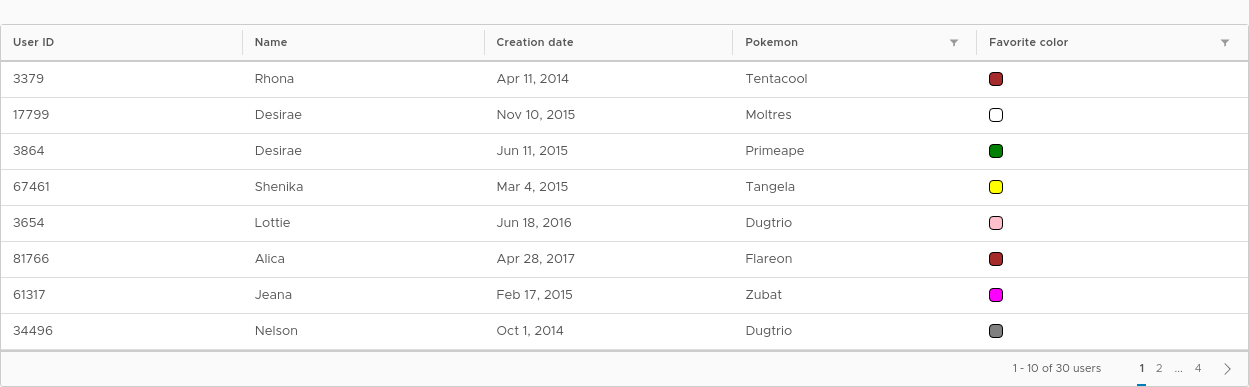 User ID Name Creation date Pokemon Favorite color
3379 Rhona Apr 11, 2014 Tentacool
17799 Desirae Nov 10, 2015 Moltres
3864 Desirae Jun 11, 2015 Primeape
67461 Shenika Mar 4, 2015 Tangela
3654 Lottie Jun 18, 2016 Dugtrio
81766 Alica Apr 28, 2017 Flareon
61317 Jeana Feb 17, 2015 Zubat
34496 Nelson Oct 1, 2014 Dugtrio
1 - 10 of 30 users 1 2 ... 4